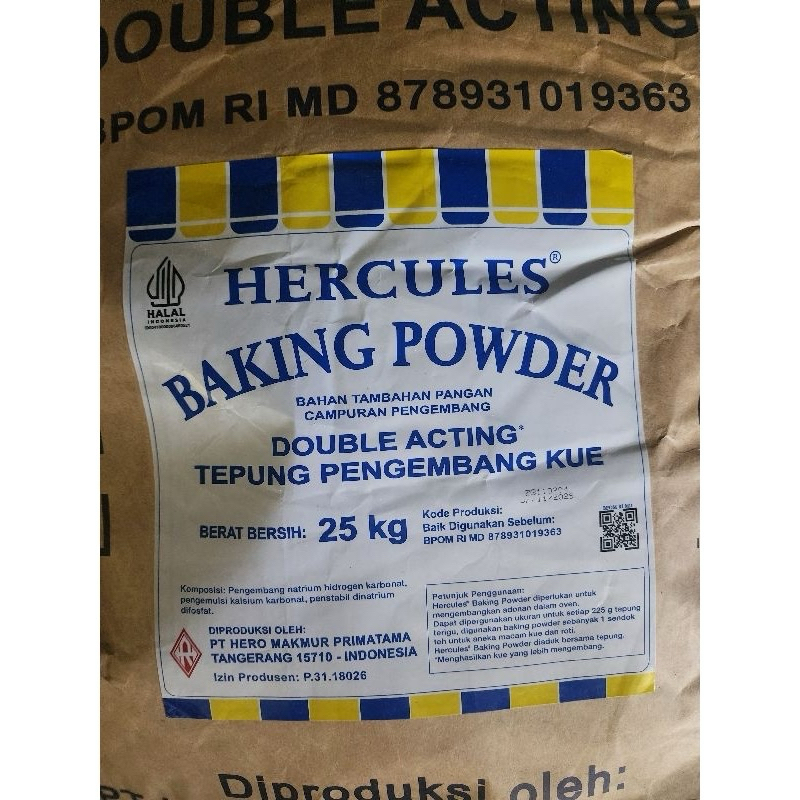 DOUBLE ACTING
BPOM RI MD 878931019363
HALAL
INDONESIA
HERCULES®
BAKING POWDER
BAHAN TAMBAHAN PANGAN
CAMPURAN PENGEMBANG
DOUBLE ACTING*
TEPUNG PENGEMBANG KUE
BERAT BERSIH: 25 kg
Kode Produksi:
Baik Digunakan Sebelum:
BPOM RI MD 878931019363
Komposisi: Pengembang natrium hidrogen karbonat,
pengemulsi kalsium karbonat, penstabil dinatrium
difosfat.
DIPRODUKSI OLEH:
PT HERO MAKMUR PRIMATAMA
TANGERANG 15710 - INDONESIA
Izin Produsen: P.31.18026
Petunjuk Penggunaan:
Hercules® Baking Powder diperlukan untuk
mengembangkan adonan dalam oven.
Dapat dipergunakan ukuran untuk setiap 225 g tepung
terigu, digunakan baking powder sebanyak 1 sendok
teh untuk aneka macam kue dan roti.
Hercules® Baking Powder diaduk bersama tepung.
*Menghasilkan kue yang lebih mengembang.
Diproduksi oleh:
PT